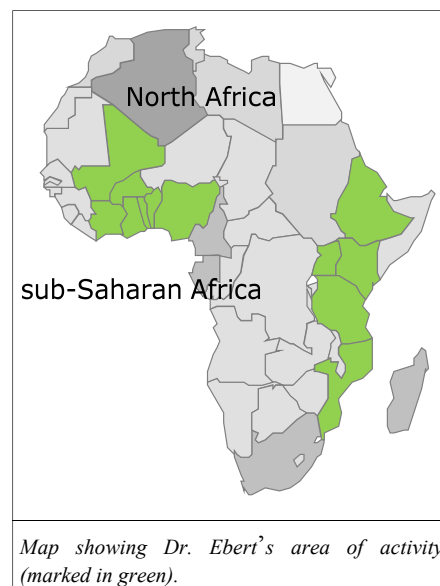 North Africa
sub-Saharan Africa
Map showing Dr. Ebert's area of activity
(marked in green).